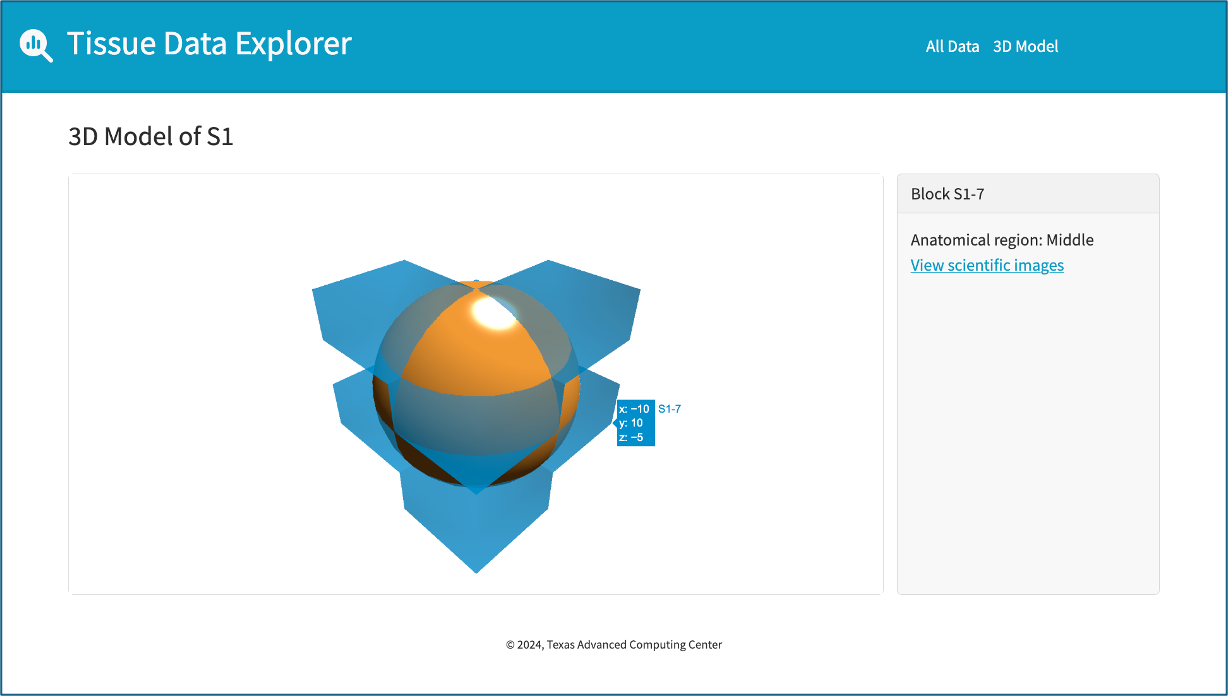 Tissue Data Explorer
All Data
3D Model
3D Model of S1
Block S1-7
Anatomical region: Middle
View scientific images
x: −10
S1-7
y: 10
z: −5
© 2024, Texas Advanced Computing Center